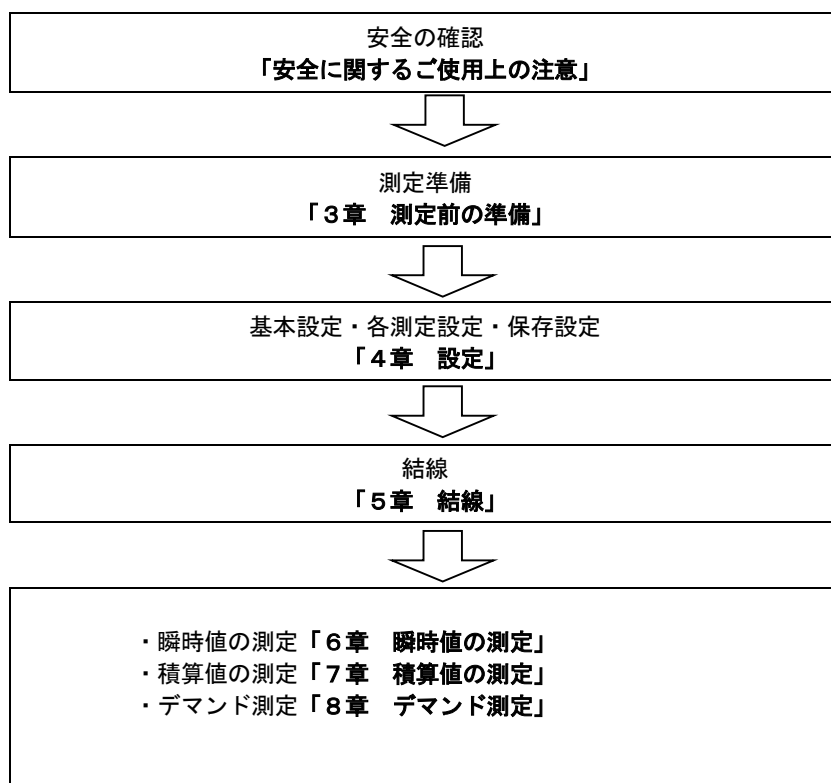 安全の確認
「安全に関するご使用上の注意」
測定準備
「３章　測定前の準備」
基本設定・各測定設定・保存設定
「４章　設定」
結線
「５章　結線」
・瞬時値の測定「６章　瞬時値の測定」
・積算値の測定「７章　積算値の測定」
・デマンド測定「８章　デマンド測定」